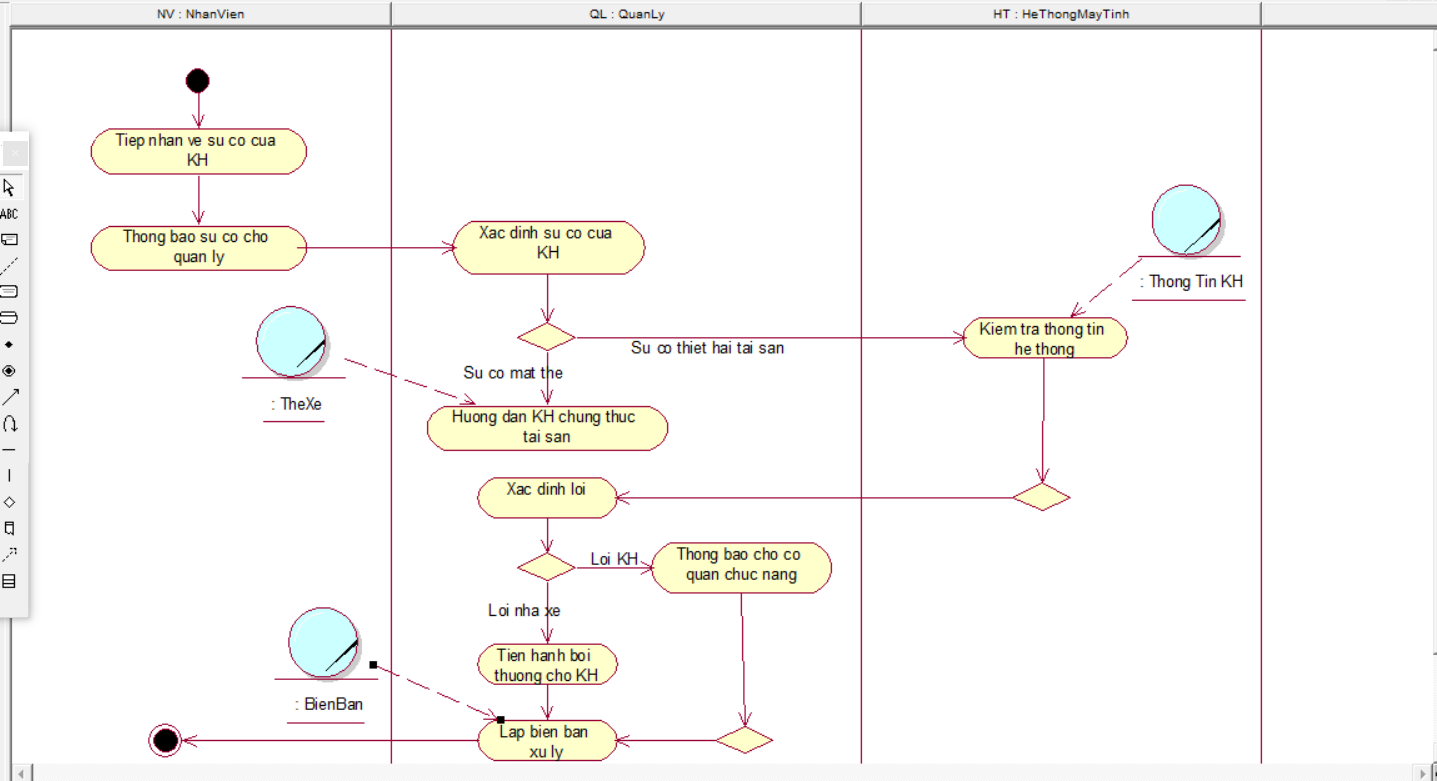 NV : NhanVien
QL : QuanLy
HT : HeThongMayTinh
Tiep nhan ve su co cua
KH
ABC
Thong bao su co cho
quan ly
Xac dinh su co cua
KH
: Thong Tin KH
Kiem tra thong tin
he thong
Su co thiet hai tai san
Su co mat the
: TheXe
Huong dan KH chung thuc
tai san
Xac dinh loi
Loi KH
Thong bao cho co
quan chuc nang
Loi nha xe
Tien hanh boi
thuong cho KH
: BienBan
Lap bien ban
xu ly